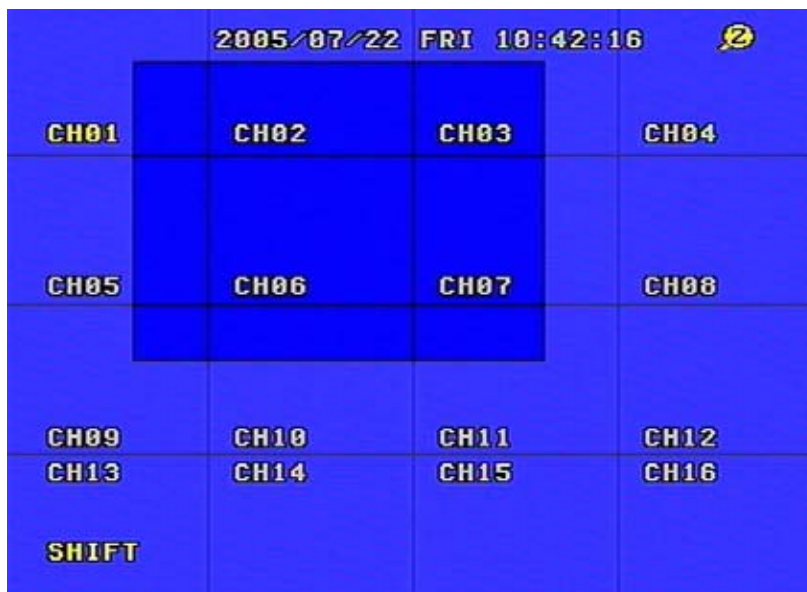 2005/07/22 FRI 10:42:16 Z
CH01 CH02 CH03 CH04
CH05 CH06 CH07 CH08
CH09 CH10 CH11 CH12
CH13 CH14 CH15 CH16
SHIFT